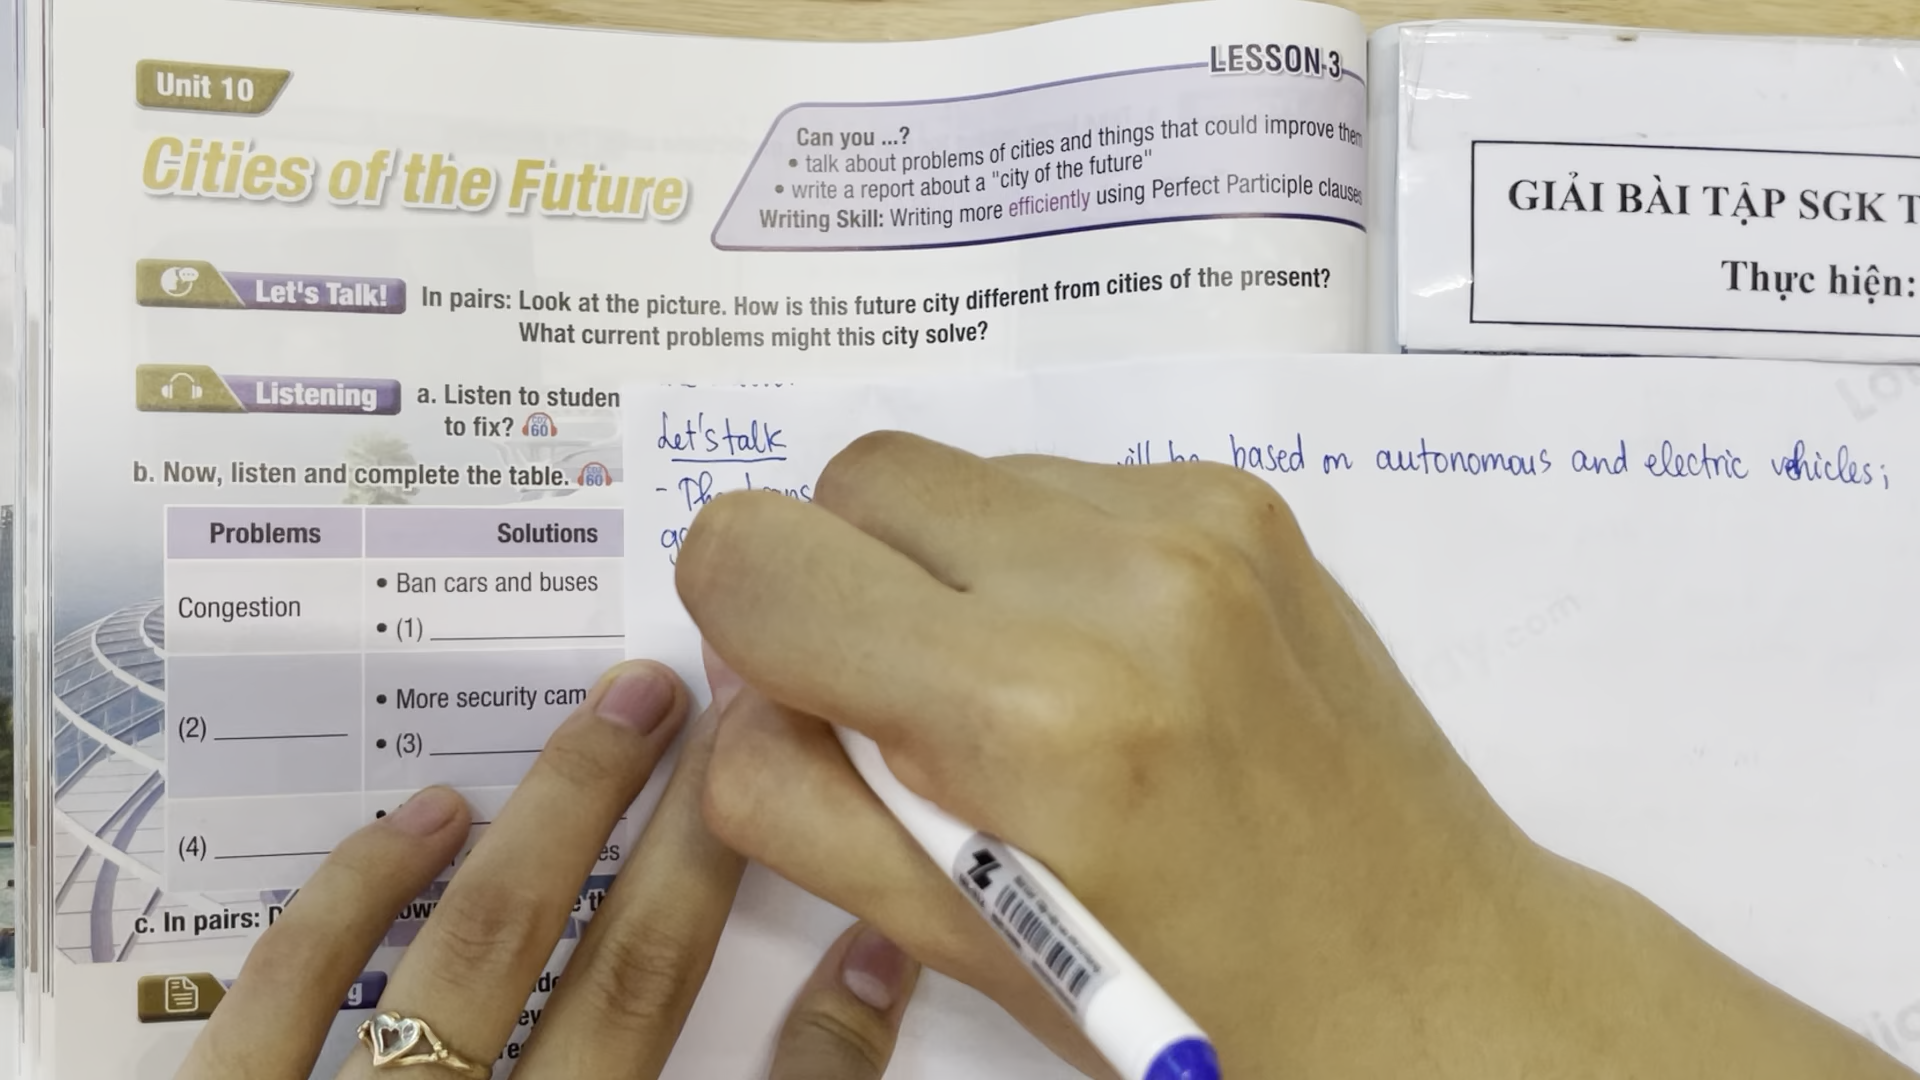 Unit 10
LESSON 3
Cities of the Future
Can you ...?
• talk about problems of cities and things that could improve them
• write a report about a "city of the future"
Writing Skill: Writing more efficiently using Perfect Participle clauses
Let's Talk!
In pairs: Look at the picture. How is this future city different from cities of the present?
What current problems might this city solve?
Listening
a. Listen to studen
to fix?
60
b. Now, listen and complete the table.
60
Problems
Solutions
Congestion
• Ban cars and buses
• (1)
(2)
• More security cam
• (3)
(4)
es
c. In pairs:
GIẢI BÀI TẬP SGK T
Thực hiện:
Let's talk
will be based on autonomous and electric vehicles;